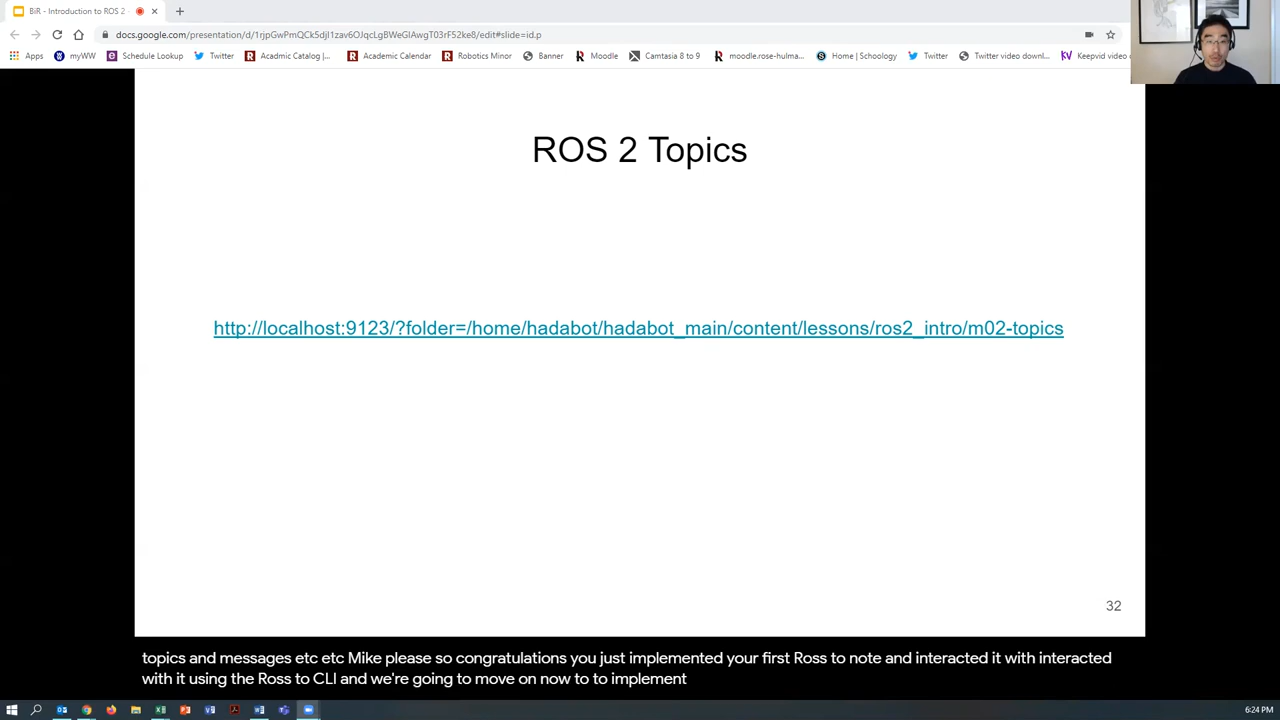 BiR - Introduction to ROS 2 -
docs.google.com/presentation/d/1rjpGwPmQCk5djI1zav6OJqcLgBWeGIAwgT03rF52ke8/edit#slide=id.p
Apps myWW Schedule Lookup Twitter Acadmic Catalog |... Academic Calendar Robotics Minor Banner Moodle Camtasia 8 to 9 moodle.rose-hulma... Home | Schoology Twitter Twitter video downl... Keepvid video
ROS 2 Topics
http://localhost:9123/?folder=/home/hadabot/hadabot_main/content/lessons/ros2_intro/m02-topics
32
topics and messages etc etc Mike please so congratulations you just implemented your first Ross to note and interacted it with interacted
with it using the Ross to CLI and we're going to move on now to to implement
6:24 PM